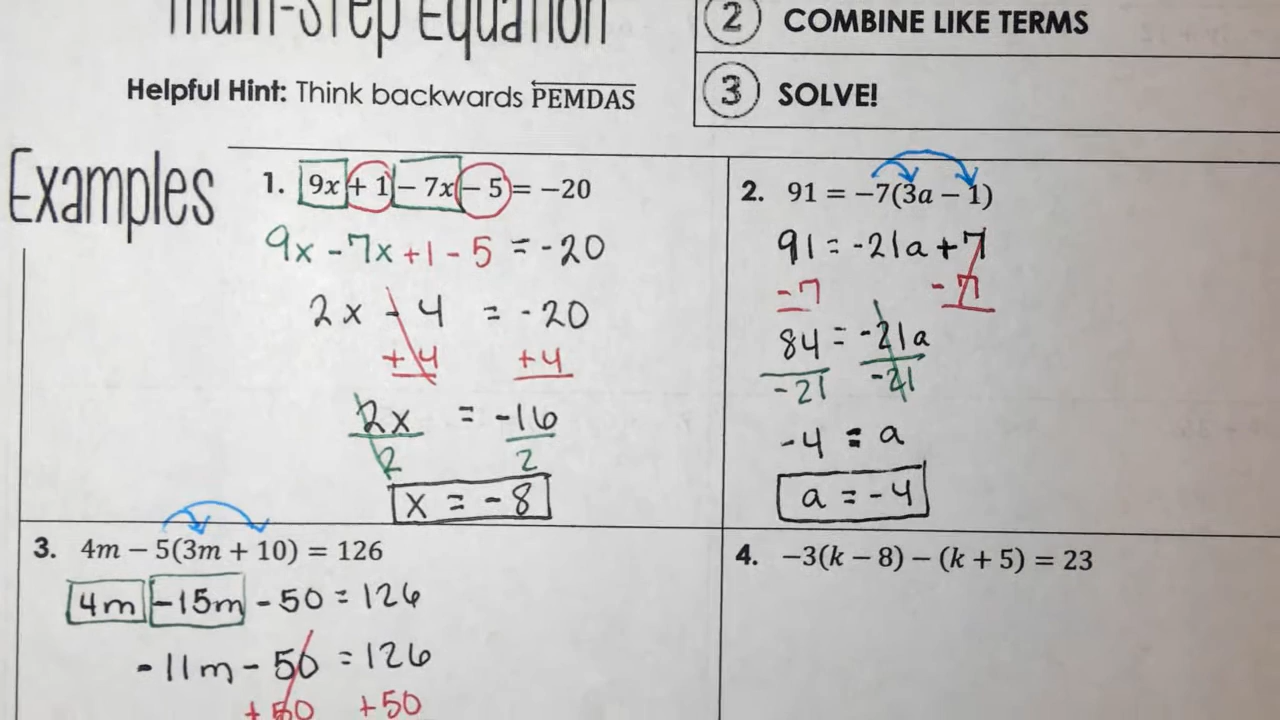 Multi-Step Equation
Helpful Hint: Think backwards PEMDAS
2 COMBINE LIKE TERMS
3 SOLVE!
Examples
1. 9x + 1 − 7x − 5 = −20
9x - 7x + 1 - 5 = -20
2x - 4 = -20
+4 +4
2x = -16
2 2
x = -8
2. 91 = −7(3a − 1)
91 = -21a + 7
-7 -7
84 = -21a
-21 -21
-4 = a
a = -4
3. 4m − 5(3m + 10) = 126
4m -15m - 50 = 126
-11m - 50 = 126
+50 +50
4. −3(k − 8) − (k + 5) = 23